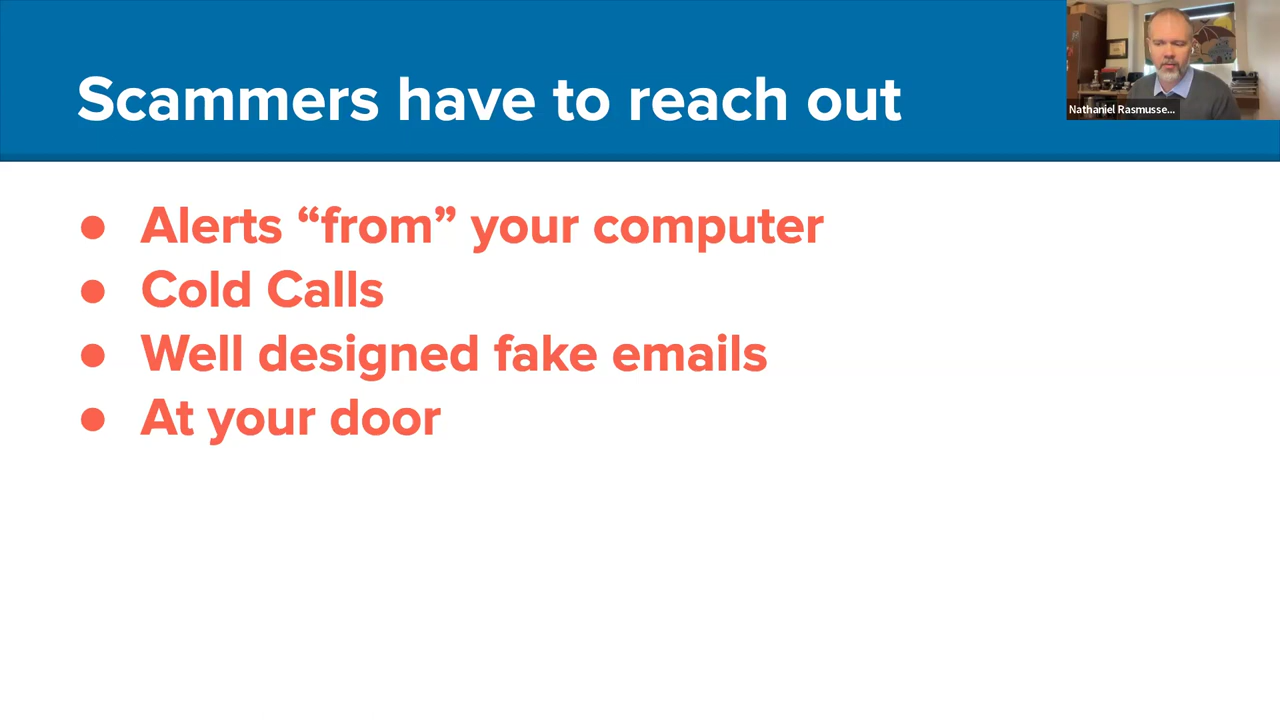 Scammers have to reach out
Nathaniel Rasmusse...
● Alerts “from” your computer
● Cold Calls
● Well designed fake emails
● At your door